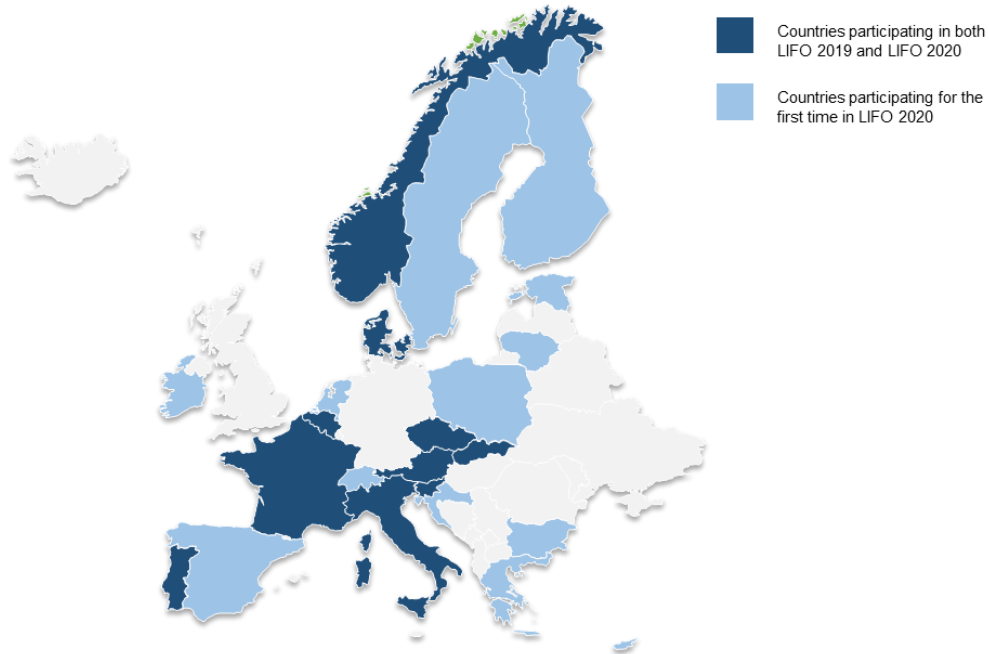 Countries participating in both
LIFO 2019 and LIFO 2020
Countries participating for the
first time in LIFO 2020